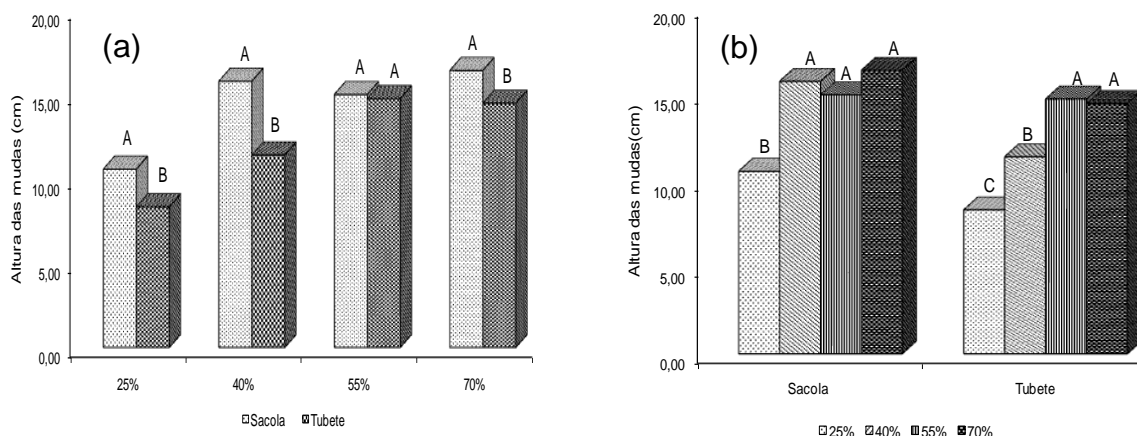 (a)
Altura das mudas (cm)
20,00
15,00
10,00
5,00
0,00
A B
A B
A A
A B
25% 40% 55% 70%
Sacola Tubete
(b)
Altura das mudas(cm)
20,00
15,00
10,00
5,00
0,00
B A A A
C B A A
Sacola Tubete
25% 40% 55% 70%